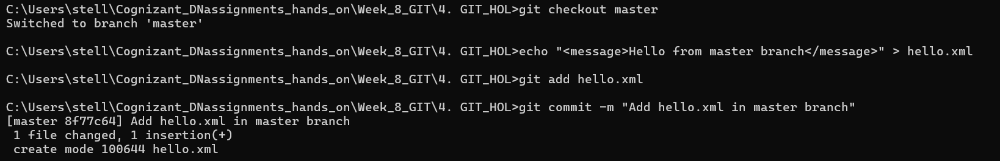 C:\Users\stell\Cognizant_DNassignments_hands_on\Week_8_GIT\4. GIT_HOL>git checkout master
Switched to branch 'master'
C:\Users\stell\Cognizant_DNassignments_hands_on\Week_8_GIT\4. GIT_HOL>echo "<message>Hello from master branch</message>" > hello.xml
C:\Users\stell\Cognizant_DNassignments_hands_on\Week_8_GIT\4. GIT_HOL>git add hello.xml
C:\Users\stell\Cognizant_DNassignments_hands_on\Week_8_GIT\4. GIT_HOL>git commit -m "Add hello.xml in master branch"
[master 8f77c64] Add hello.xml in master branch
 1 file changed, 1 insertion(+)
 create mode 100644 hello.xml